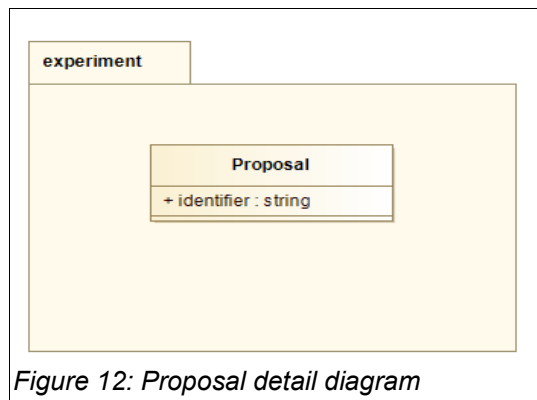 experiment
Proposal
+ identifier : string
Figure 12: Proposal detail diagram